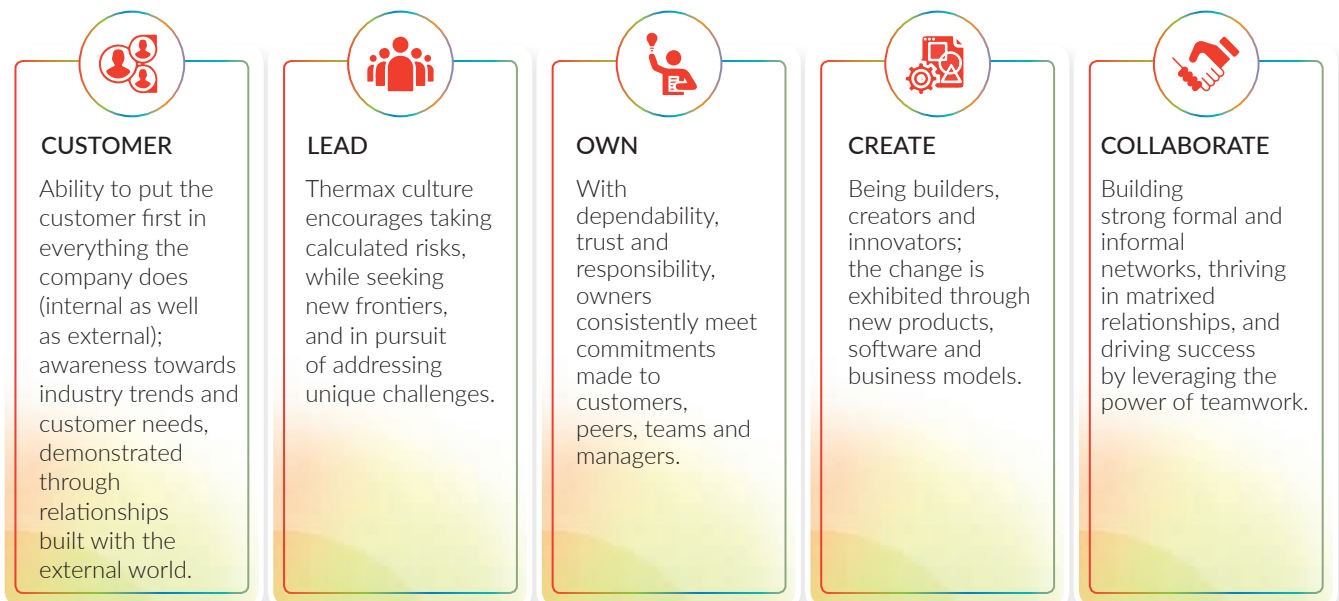 CUSTOMER
Ability to put the
customer first in
everything the
company does
(internal as well
as external);
awareness towards
industry trends and
customer needs,
demonstrated
through
relationships
built with the
external world.
LEAD
Thermax culture
encourages taking
calculated risks,
while seeking
new frontiers,
and in pursuit
of addressing
unique challenges.
OWN
With
dependability,
trust and
responsibility,
owners
consistently meet
commitments
made to
customers,
peers, teams and
managers.
CREATE
Being builders,
creators and
innovators;
the change is
exhibited through
new products,
software and
business models.
COLLABORATE
Building
strong formal and
informal
networks, thriving
in matrixed
relationships, and
driving success
by leveraging the
power of teamwork.